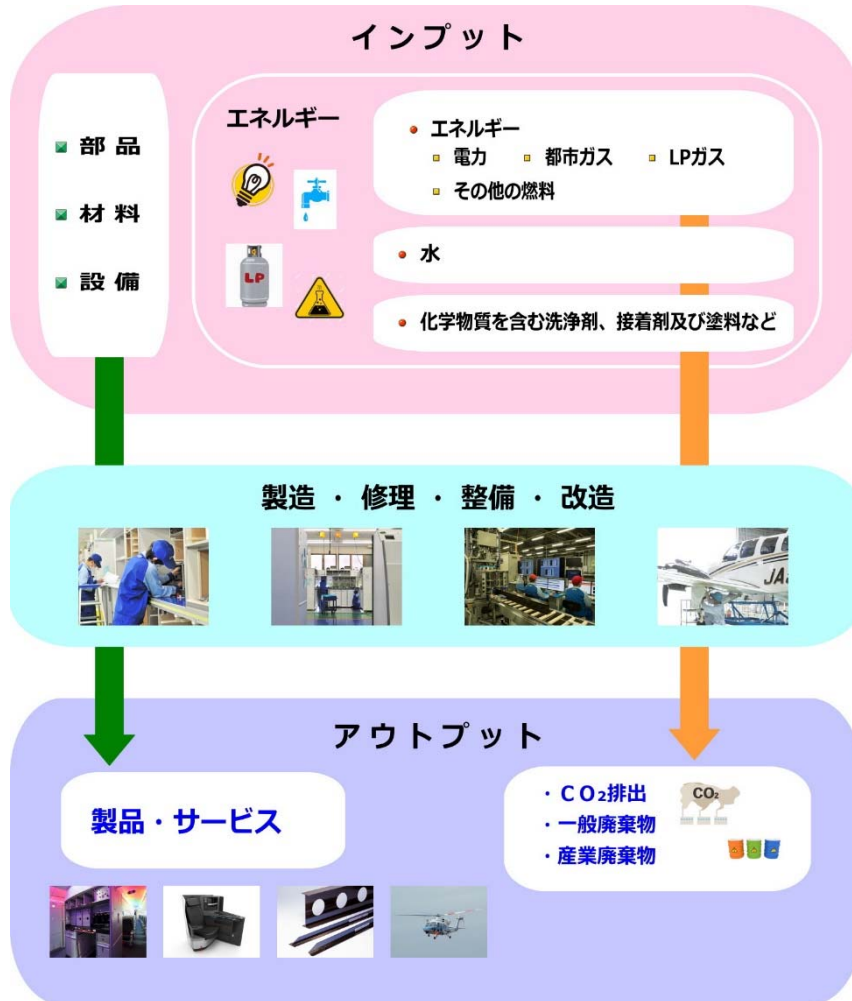 インプット
部品
材料
設備
エネルギー
LP
エネルギー
電力 都市ガス LPガス
その他の燃料
水
化学物質を含む洗浄剤、接着剤及び塗料など
製造・修理・整備・改造
アウトプット
製品・サービス
・CO₂排出
CO₂
・一般廃棄物
・産業廃棄物